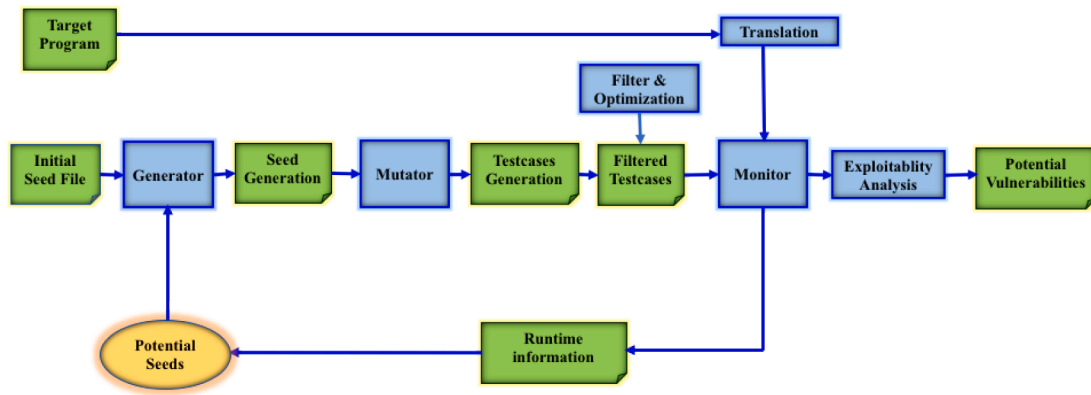 Target
Program
Translation
Filter &
Optimization
Initial
Seed File
Generator
Seed
Generation
Mutator
Testcases
Generation
Filtered
Testcases
Monitor
Exploitablity
Analysis
Potential
Vulnerabilities
Potential
Seeds
Runtime
information